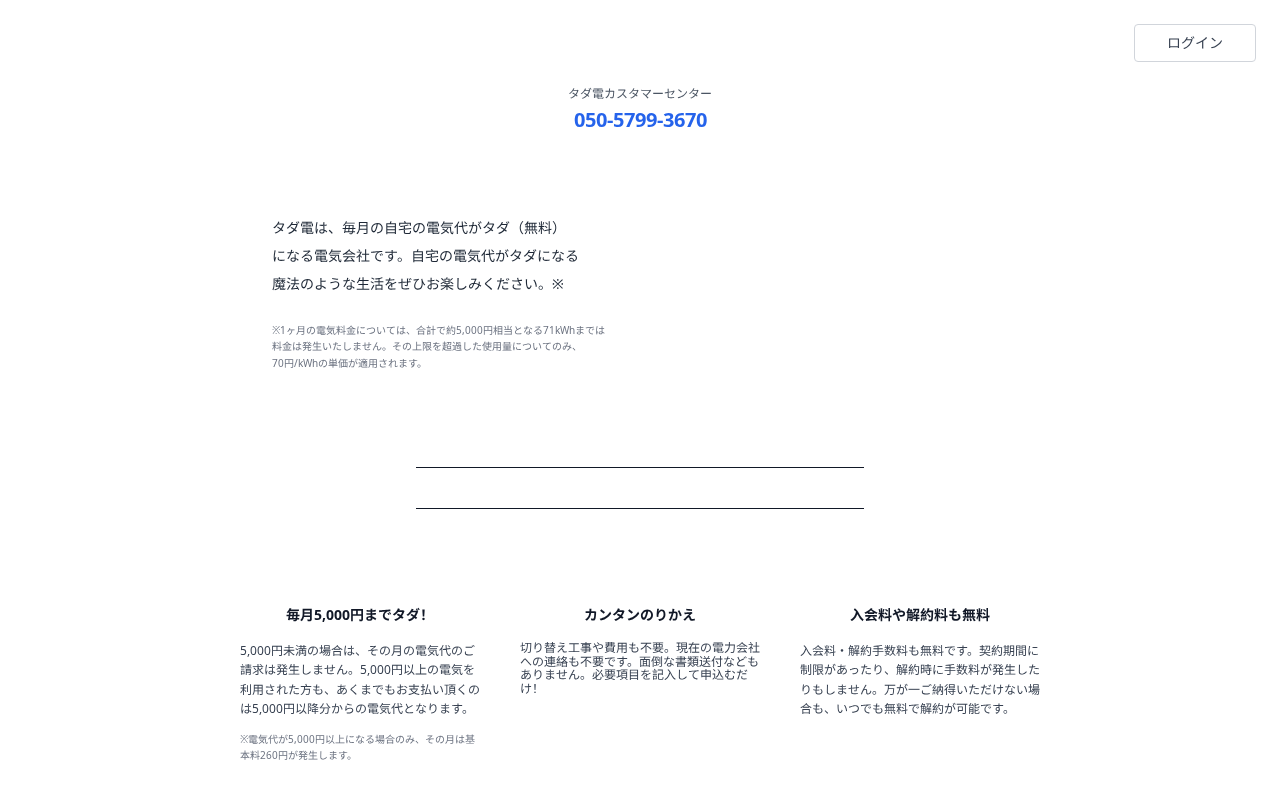 ログイン
タダ電カスタマーセンター
050-5799-3670
タダ電は、毎月の自宅の電気代がタダ（無料）
になる電気会社です。自宅の電気代がタダになる
魔法のような生活をぜひお楽しみください。※
※1ヶ月の電気料金については、合計で約5,000円相当となる71kWhまでは
料金は発生いたしません。その上限を超過した使用量についてのみ、
70円/kWhの単価が適用されます。
毎月5,000円までタダ！
5,000円未満の場合は、その月の電気代のご
請求は発生しません。5,000円以上の電気を
利用された方も、あくまでもお支払い頂くの
は5,000円以降分からの電気代となります。
※電気代が5,000円以上になる場合のみ、その月は基
本料260円が発生します。
カンタンのりかえ
切り替え工事や費用も不要。現在の電力会社
への連絡も不要です。面倒な書類送付なども
ありません。必要項目を記入して申込むだ
け！
入会料や解約料も無料
入会料・解約手数料も無料です。契約期間に
制限があったり、解約時に手数料が発生した
りもしません。万が一ご納得いただけない場
合も、いつでも無料で解約が可能です。